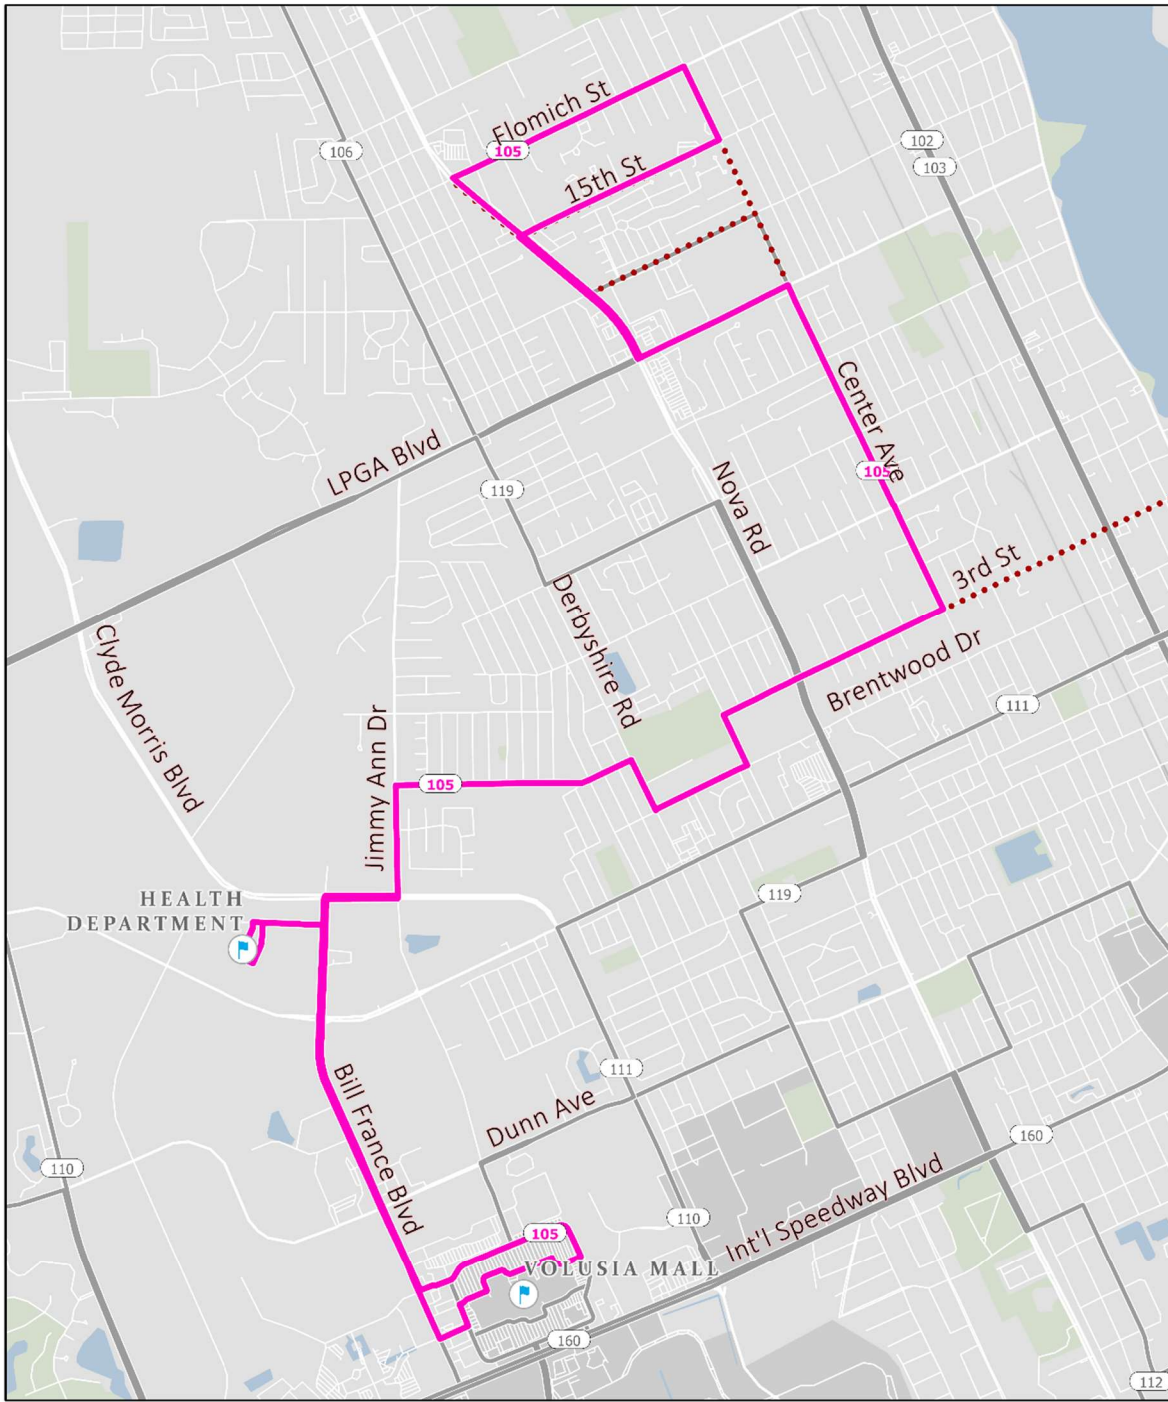 Flomich St
105
106
102
15th St
103
Center Ave
LPGA Blvd
105
119
Nova Rd
3rd St
Derbyshire Rd
Clyde Morris Blvd
Brentwood Dr
111
Jimmy Ann Dr
105
HEALTH
DEPARTMENT
119
Bill France Blvd
111
Dunn Ave
160
110
Int'l Speedway Blvd
110
105
VOLUSIA MALL
160
112